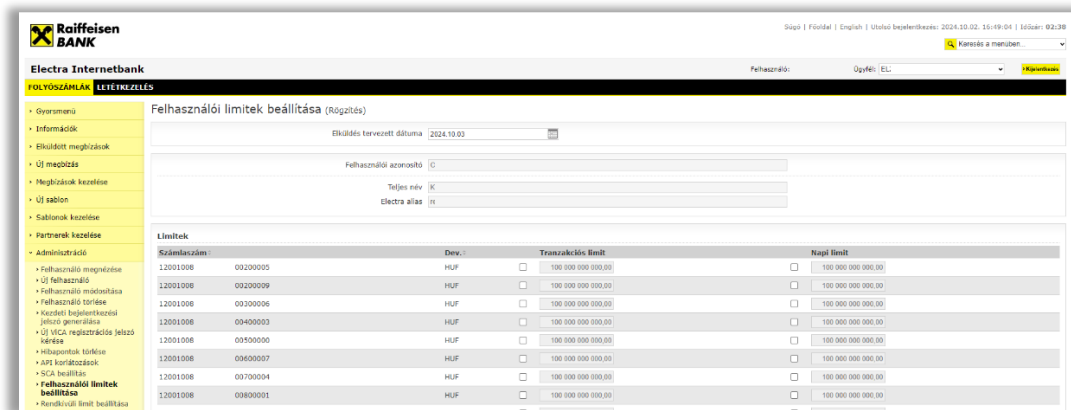 Raiffeisen
BANK
Súgó | Főoldal | English | Utolsó bejelentkezés: 2024.10.02. 16:49:04 | Időzár: 02:38
Keresés a menüben...
Electra Internetbank
Felhasználó:
Ügyfél: EL:
Kijelentkezés
FOLYÓSZÁMLÁK LETÉTKEZELÉS
Gyorsmenü
Információk
Elküldött megbízások
Új megbízás
Megbízások kezelése
Új sablon
Sablonok kezelése
Partnerek kezelése
Adminisztráció
Felhasználó megnézése
Új felhasználó
Felhasználó módosítása
Felhasználó törlése
Kezdeti bejelentkezési
jelszó generálása
Új ViCA regisztrációs jelszó
kérése
Hibapontok törlése
API korlátozások
SCA beállítás
Felhasználói limitek
beállítása
Rendkívüli limit beállítása
Felhasználói limitek beállítása (Rögzítés)
Elküldés tervezett dátuma 2024.10.03
Felhasználói azonosító
Teljes név K
Electra alias
Limitek
Számlaszám Dev. Tranzakciós limit Napi limit
12001008 00200005 HUF 100 000 000 000,00 100 000 000 000,00
12001008 00200009 HUF 100 000 000 000,00 100 000 000 000,00
12001008 00300006 HUF 100 000 000 000,00 100 000 000 000,00
12001008 00400003 HUF 100 000 000 000,00 100 000 000 000,00
12001008 00500000 HUF 100 000 000 000,00 100 000 000 000,00
12001008 00600007 HUF 100 000 000 000,00 100 000 000 000,00
12001008 00700004 HUF 100 000 000 000,00 100 000 000 000,00
12001008 00800001 HUF 100 000 000 000,00 100 000 000 000,00